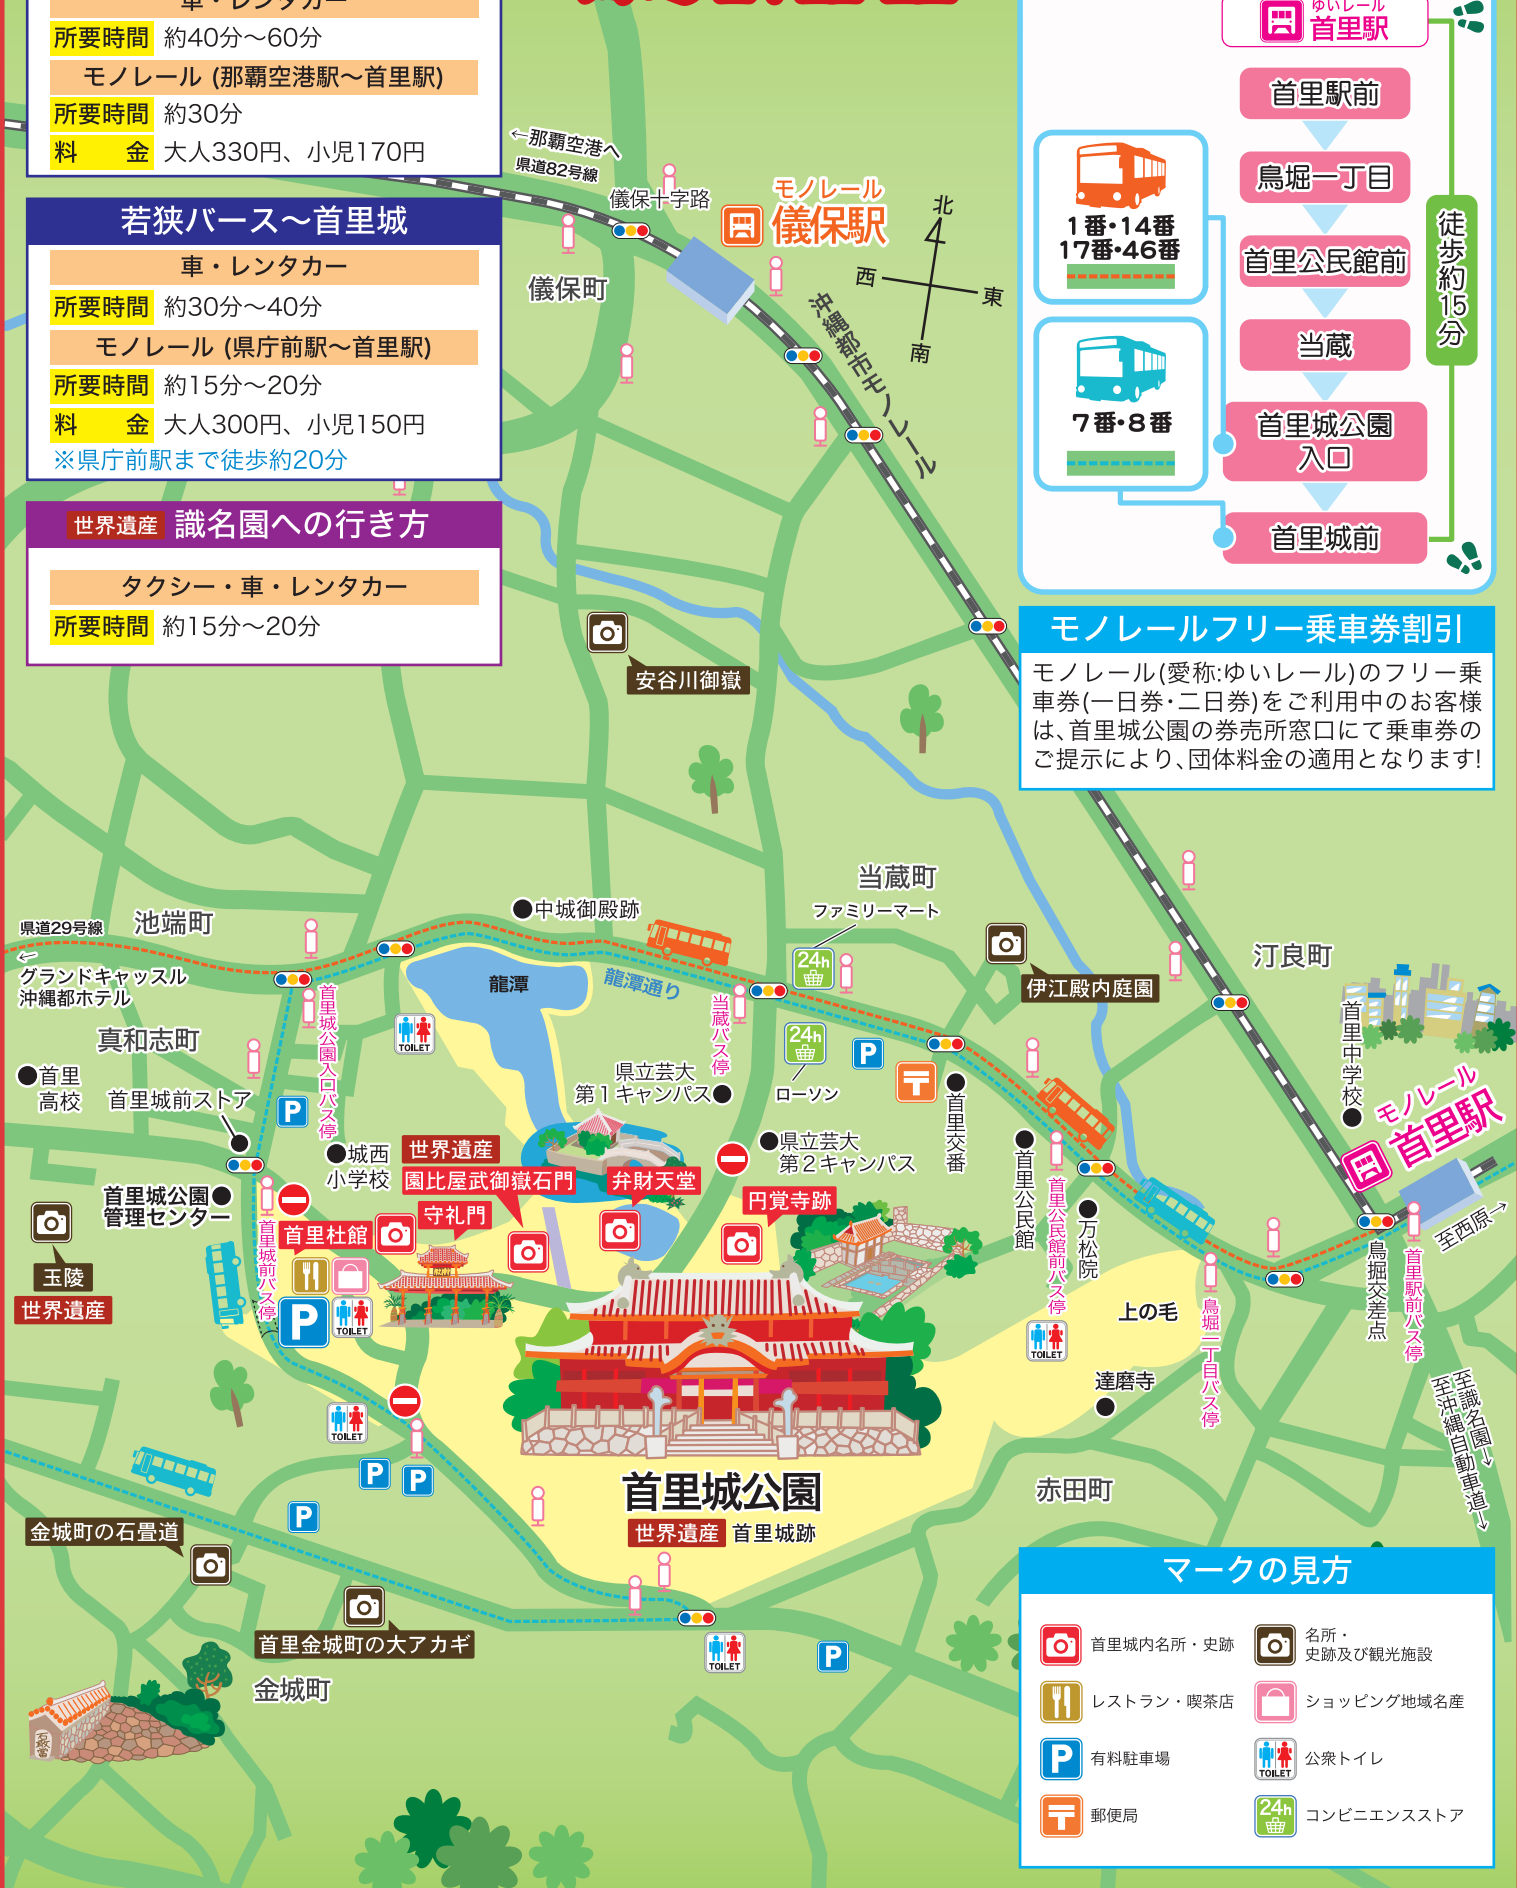 車・レンタカー
所要時間 約40分〜60分
モノレール (那覇空港駅〜首里駅)
所要時間 約30分
料　　金 大人330円、小児170円
若狭バース〜首里城
車・レンタカー
所要時間 約30分〜40分
モノレール (県庁前駅〜首里駅)
所要時間 約15分〜20分
料　　金 大人300円、小児150円
※県庁前駅まで徒歩約20分
世界遺産 識名園への行き方
タクシー・車・レンタカー
所要時間 約15分〜20分
←那覇空港へ
県道82号線
儀保十字路
モノレール
儀保駅
儀保町
北
西
東
南
沖縄都市モノレール
安谷川御嶽
ゆいレール
首里駅
首里駅前
鳥堀一丁目
首里公民館前
当蔵
首里城公園
入口
首里城前
徒歩約15分
1番・14番
17番・46番
7番・8番
モノレールフリー乗車券割引
モノレール(愛称:ゆいレール)のフリー乗
車券(一日券・二日券)をご利用中のお客様
は、首里城公園の券売所窓口にて乗車券の
ご提示により、団体料金の適用となります!
当蔵町
ファミリーマート
24h
中城御殿跡
池端町
県道29号線
←
グランドキャッスル
沖縄都ホテル
龍潭
龍潭通り
当蔵バス停
伊江殿内庭園
汀良町
首里中学校
真和志町
首里
高校
首里城前ストア
首里城公園入口バス停
TOILET
P
県立芸大
第1キャンパス
24h
ローソン
P
首里交番
モノレール
首里駅
城西
小学校
世界遺産
園比屋武御嶽石門
弁財天堂
県立芸大
第2キャンパス
円覚寺跡
首里公民館
首里公民館前バス停
万松院
首里城公園
管理センター
守礼門
首里杜館
首里城前バス停
玉陵
世界遺産
P
TOILET
至西原→
鳥堀交差点
首里駅前バス停
上の毛
TOILET
鳥堀一丁目バス停
達磨寺
至識名園→
至沖縄自動車道→
TOILET
P
P
P
首里城公園
世界遺産 首里城跡
赤田町
金城町の石畳道
首里金城町の大アカギ
金城町
石敢當
TOILET
P
マークの見方
首里城内名所・史跡
名所・
史跡及び観光施設
レストラン・喫茶店
ショッピング地域名産
P 有料駐車場
TOILET 公衆トイレ
郵便局
24h コンビニエンスストア